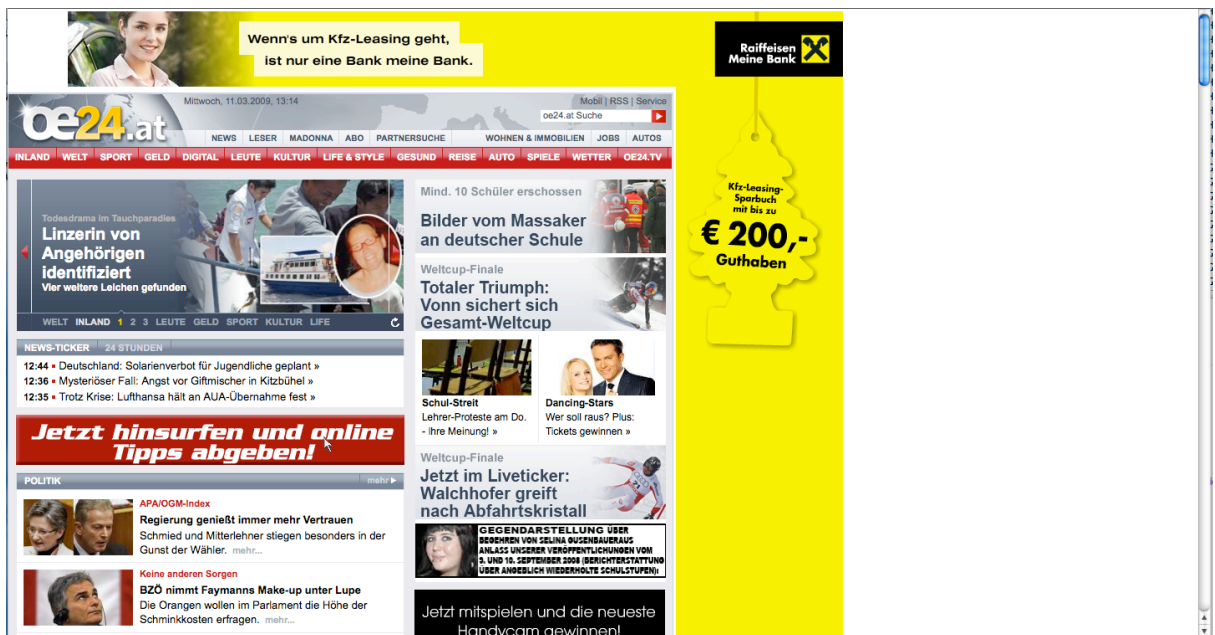 Wenn's um Kfz-Leasing geht,
ist nur eine Bank meine Bank.
Raiffeisen
Meine Bank
oe24.at
Mittwoch, 11.03.2009, 13:14
Mobil | RSS | Service
oe24.at Suche
NEWS LESER MADONNA ABO PARTNERSUCHE WOHNEN & IMMOBILIEN JOBS AUTOS
INLAND WELT SPORT GELD DIGITAL LEUTE KULTUR LIFE & STYLE GESUND REISE AUTO SPIELE WETTER OE24.TV
Todesdrama im Tauchparadies
Linzerin von
Angehörigen
identifiziert
Vier weitere Leichen gefunden
WELT INLAND 1 2 3 LEUTE GELD SPORT KULTUR LIFE
NEWS-TICKER 24 STUNDEN
12:44 ▪ Deutschland: Solarienverbot für Jugendliche geplant »
12:36 ▪ Mysteriöser Fall: Angst vor Giftmischer in Kitzbühel »
12:35 ▪ Trotz Krise: Lufthansa hält an AUA-Übernahme fest »
Jetzt hinsurfen und online
Tipps abgeben!
POLITIK mehr
APA/OGM-Index
Regierung genießt immer mehr Vertrauen
Schmied und Mitterlehner stiegen besonders in der
Gunst der Wähler. mehr...
Keine anderen Sorgen
BZÖ nimmt Faymanns Make-up unter Lupe
Die Orangen wollen im Parlament die Höhe der
Schminkkosten erfragen. mehr...
Mind. 10 Schüler erschossen
Bilder vom Massaker
an deutscher Schule
Weltcup-Finale
Totaler Triumph:
Vonn sichert sich
Gesamt-Weltcup
Schul-Streit
Lehrer-Proteste am Do.
- Ihre Meinung! »
Dancing-Stars
Wer soll raus? Plus:
Tickets gewinnen »
Weltcup-Finale
Jetzt im Liveticker:
Walchhofer greift
nach Abfahrtskristall
GEGENDARSTELLUNG ÜBER
BEGEHREN VON SELINA GUSENBAUERAUS
ANLASS UNSERER VERÖFFENTLICHUNGEN VOM
9. UND 10. SEPTEMBER 2008 (BERICHTERSTATTUNG
ÜBER ANGEBLICH WIEDERHOLTE SCHULSTUFEN):
Jetzt mitspielen und die neueste
Handycam gewinnen!
Kfz-Leasing-
Sparbuch
mit bis zu
€ 200,-
Guthaben